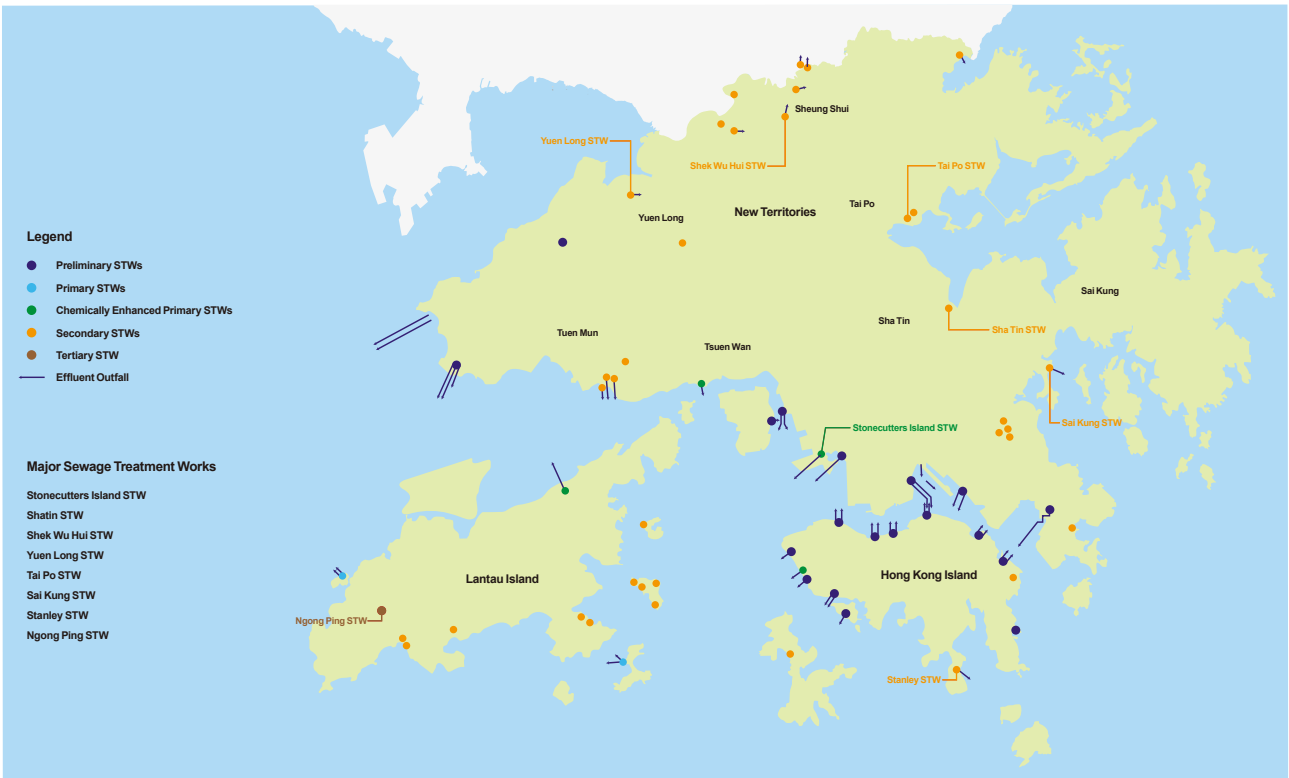 Sheung Shui
Yuen Long STW
Shek Wu Hui STW
Tai Po STW
Tai Po
New Territories
Yuen Long
Legend
Preliminary STWs
Primary STWs
Chemically Enhanced Primary STWs
Secondary STWs
Tertiary STW
Effluent Outfall
Sai Kung
Sha Tin
Sha Tin STW
Tuen Mun
Tsuen Wan
Sai Kung STW
Stonecutters Island STW
Major Sewage Treatment Works
Stonecutters Island STW
Shatin STW
Shek Wu Hui STW
Yuen Long STW
Tai Po STW
Sai Kung STW
Stanley STW
Ngong Ping STW
Lantau Island
Hong Kong Island
Ngong Ping STW
Stanley STW